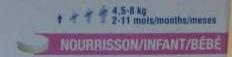 4,5-8 kg
2-11 mois/months/meses
NOURRISSON/INFANT/BÉBÉ